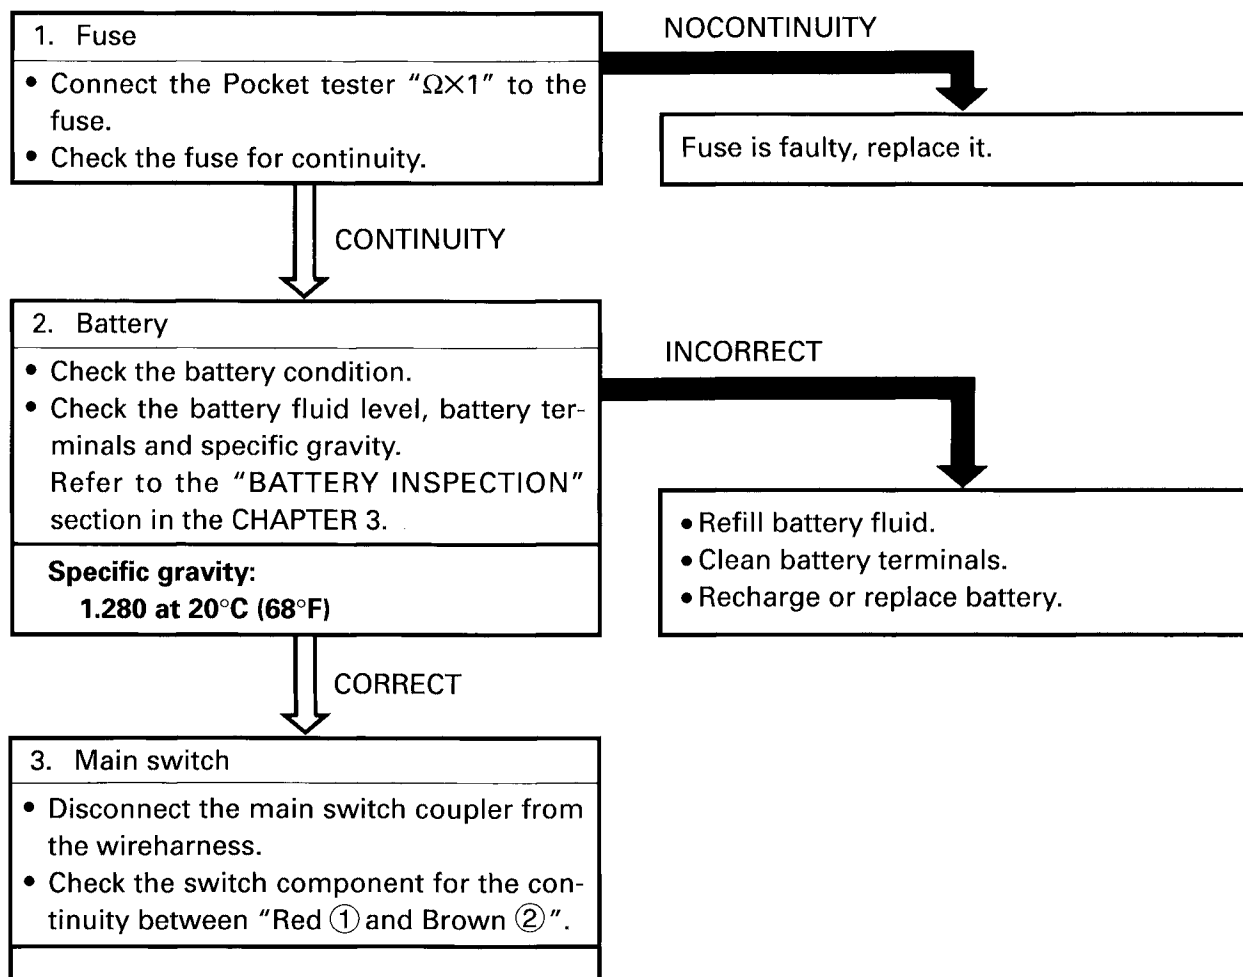 1. Fuse
NOCONTINUITY
• Connect the Pocket tester “Ω×1” to the
fuse.
• Check the fuse for continuity.
Fuse is faulty, replace it.
CONTINUITY
2. Battery
INCORRECT
• Check the battery condition.
• Check the battery fluid level, battery ter-
minals and specific gravity.
Refer to the “BATTERY INSPECTION”
section in the CHAPTER 3.
Specific gravity:
1.280 at 20°C (68°F)
• Refill battery fluid.
• Clean battery terminals.
• Recharge or replace battery.
CORRECT
3. Main switch
• Disconnect the main switch coupler from
the wireharness.
• Check the switch component for the con-
tinuity between “Red ① and Brown ②”.